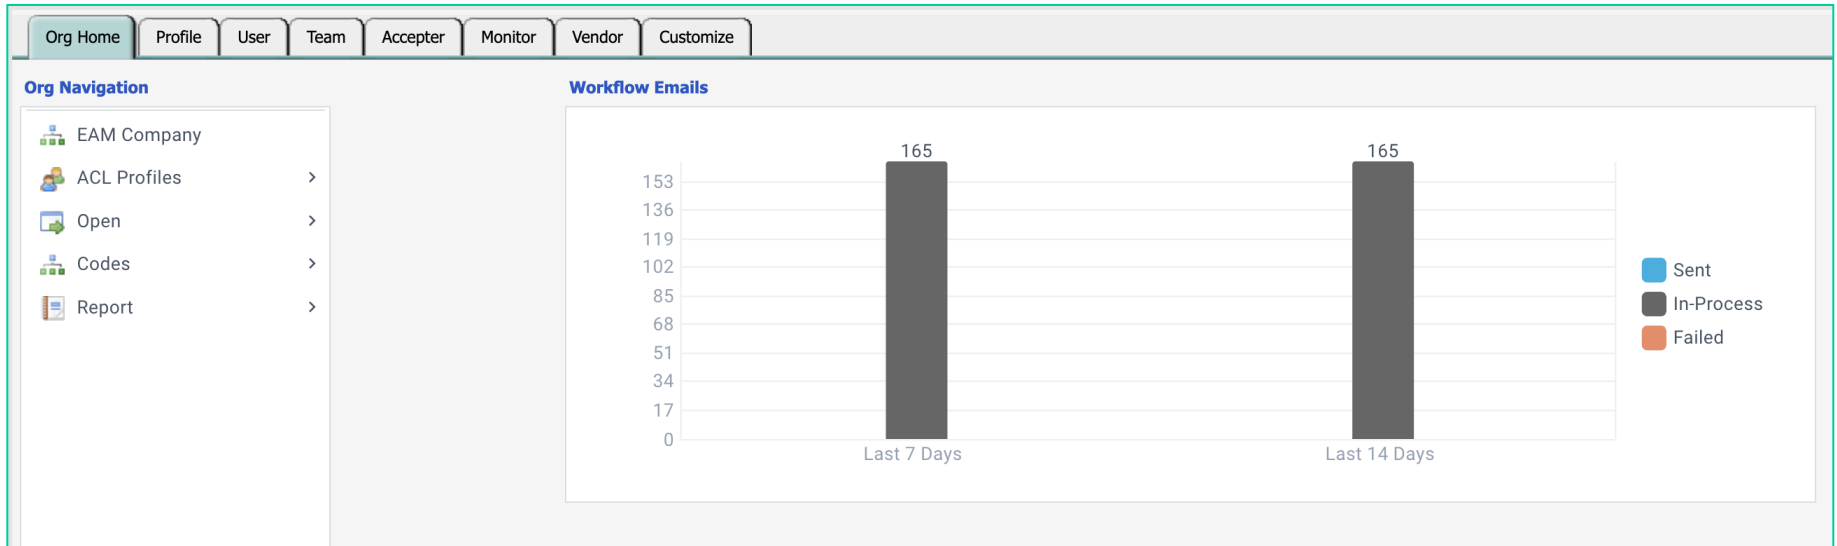 Org Home Profile User Team Accepter Monitor Vendor Customize
Org Navigation
EAM Company
ACL Profiles
Open
Codes
Report
Workflow Emails
165 165
153
136
119
102
85
68
51
34
17
0
Last 7 Days Last 14 Days
Sent
In-Process
Failed